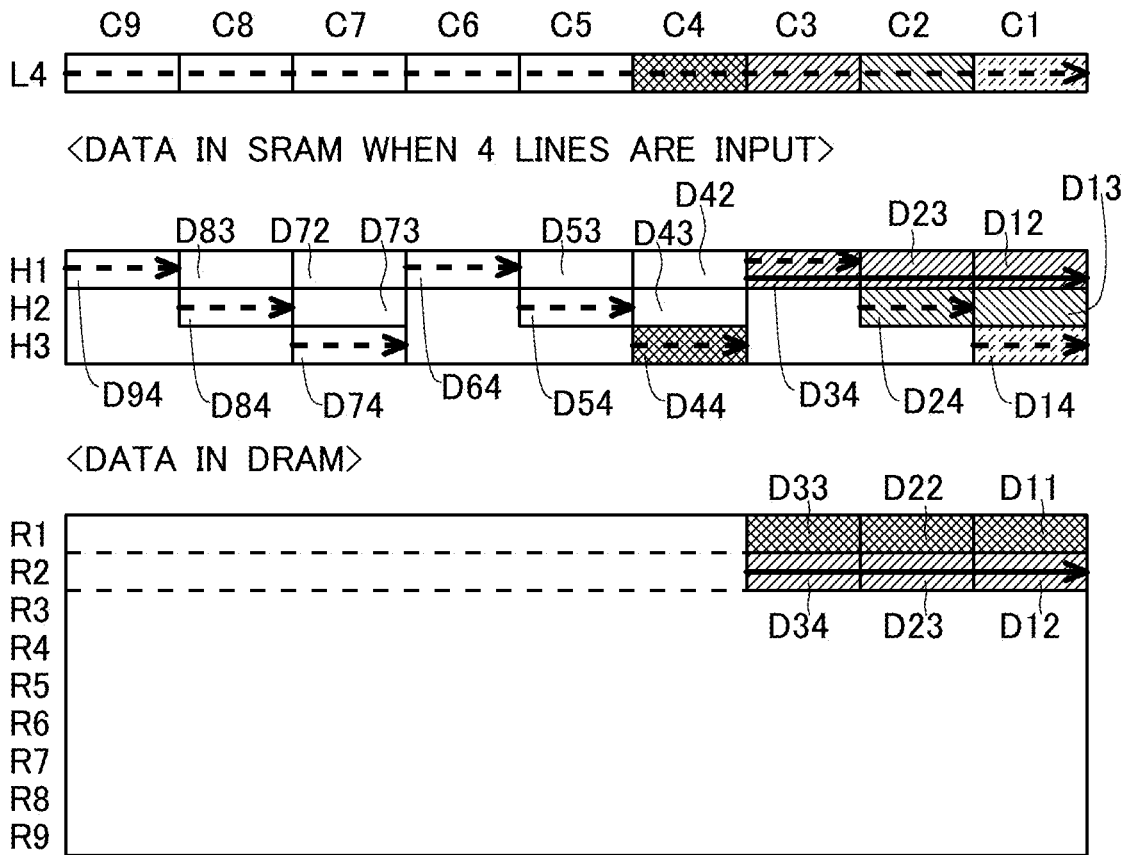 C9 C8 C7 C6 C5 C4 C3 C2 C1
L4
<DATA IN SRAM WHEN 4 LINES ARE INPUT>
D42 D13
D83 D72 D73 D53 D43 D23 D12
H1
H2
H3
D94 D84 D74 D64 D54 D44 D34 D24 D14
<DATA IN DRAM>
D33 D22 D11
R1
R2
R3 D34 D23 D12
R4
R5
R6
R7
R8
R9